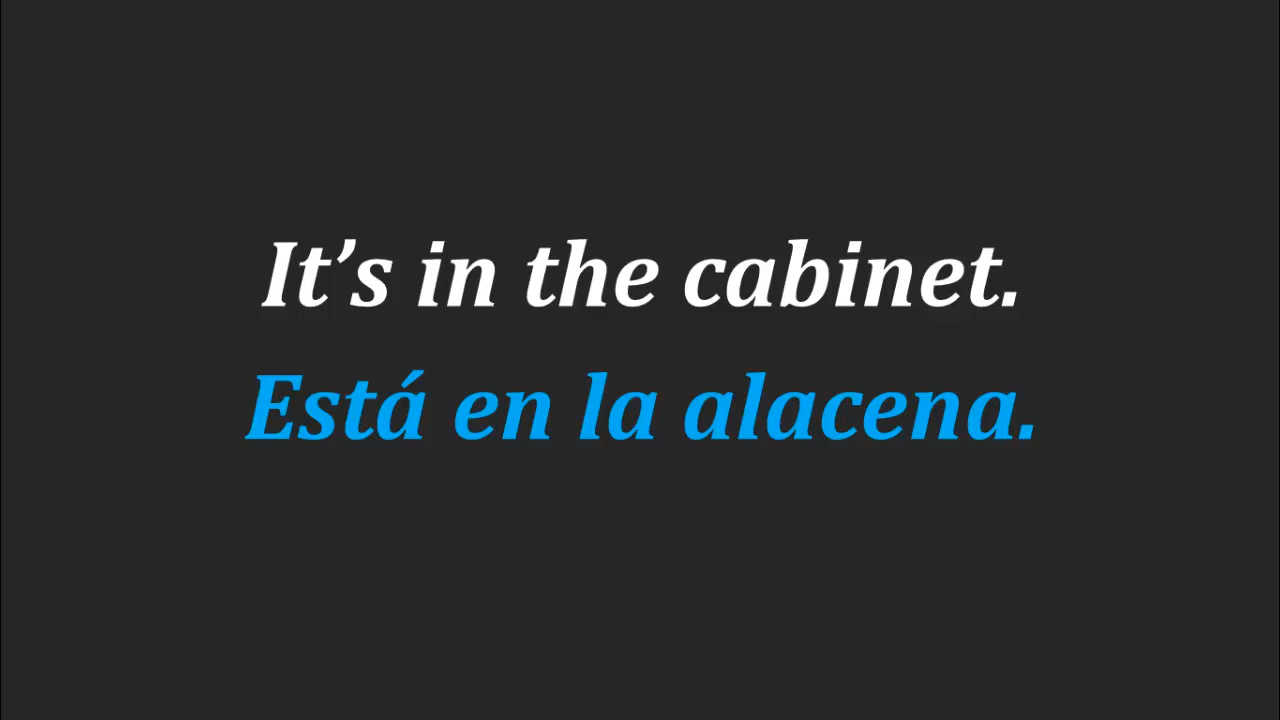 It’s in the cabinet.
Está en la alacena.